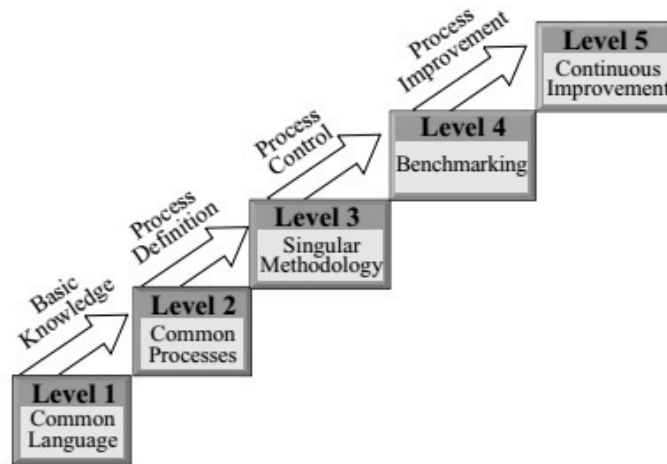 Process
Improvement
Level 5
Continuous
Improvement
Process
Control
Level 4
Benchmarking
Process
Definition
Level 3
Singular
Methodology
Basic
Knowledge
Level 2
Common
Processes
Level 1
Common
Language